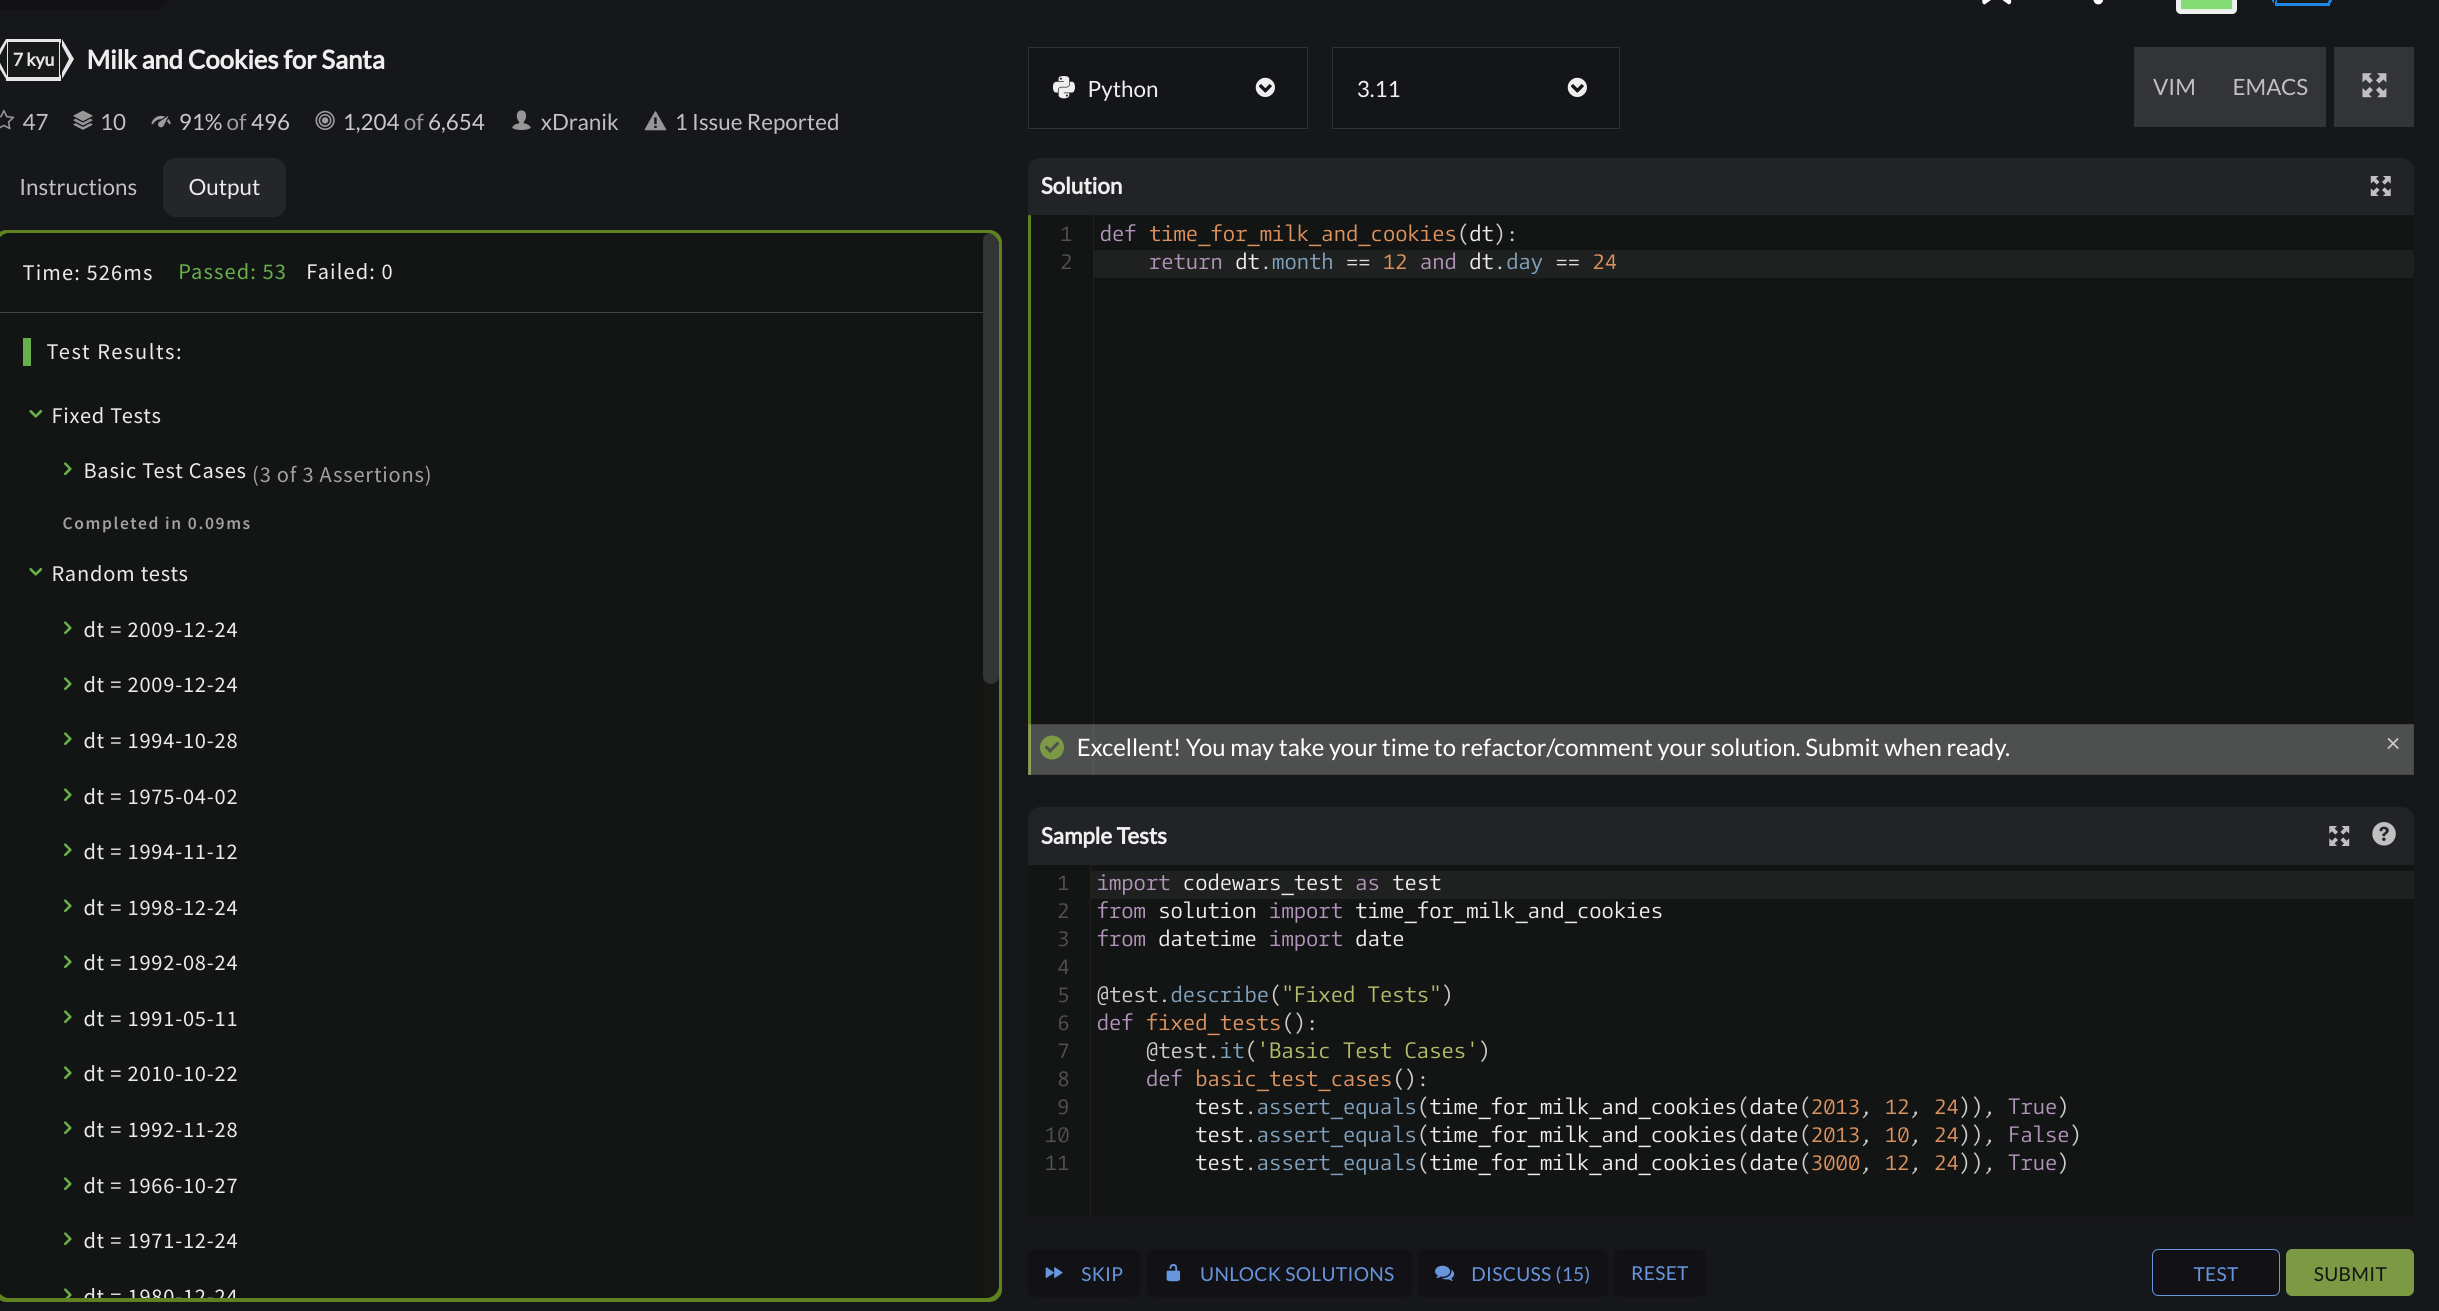 7 kyu Milk and Cookies for Santa
47 10 91% of 496 1,204 of 6,654 xDranik 1 Issue Reported
Instructions Output
Time: 526ms Passed: 53 Failed: 0
Test Results:
Fixed Tests
Basic Test Cases (3 of 3 Assertions)
Completed in 0.09ms
Random tests
dt = 2009-12-24
dt = 2009-12-24
dt = 1994-10-28
dt = 1975-04-02
dt = 1994-11-12
dt = 1998-12-24
dt = 1992-08-24
dt = 1991-05-11
dt = 2010-10-22
dt = 1992-11-28
dt = 1966-10-27
dt = 1971-12-24
dt = 1980-12-24
Python 3.11 VIM EMACS
Solution
1 def time_for_milk_and_cookies(dt):
2     return dt.month == 12 and dt.day == 24
Excellent! You may take your time to refactor/comment your solution. Submit when ready.
Sample Tests
1 import codewars_test as test
2 from solution import time_for_milk_and_cookies
3 from datetime import date
4
5 @test.describe("Fixed Tests")
6 def fixed_tests():
7     @test.it('Basic Test Cases')
8     def basic_test_cases():
9         test.assert_equals(time_for_milk_and_cookies(date(2013, 12, 24)), True)
10         test.assert_equals(time_for_milk_and_cookies(date(2013, 10, 24)), False)
11         test.assert_equals(time_for_milk_and_cookies(date(3000, 12, 24)), True)
SKIP UNLOCK SOLUTIONS DISCUSS (15) RESET TEST SUBMIT